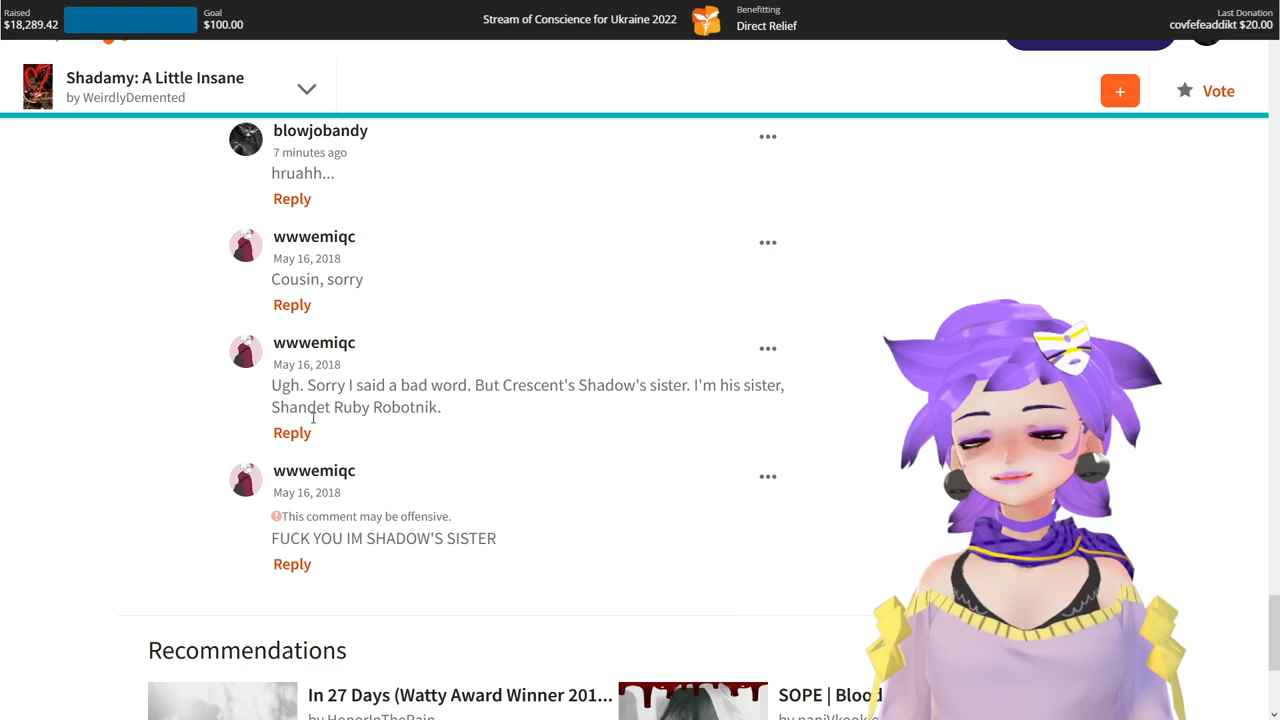 Raised
$18,289.42
Goal
$100.00
Stream of Conscience for Ukraine 2022
Benefitting
Direct Relief
Last Donation
covfefeaddikt $20.00
Shadamy: A Little Insane
by WeirdlyDemented
+
Vote
blowjobandy
7 minutes ago
hruahh...
Reply
wwwemiqc
May 16, 2018
Cousin, sorry
Reply
wwwemiqc
May 16, 2018
Ugh. Sorry I said a bad word. But Crescent's Shadow's sister. I'm his sister,
Shandet Ruby Robotnik.
Reply
wwwemiqc
May 16, 2018
This comment may be offensive.
FUCK YOU IM SHADOW'S SISTER
Reply
Recommendations
In 27 Days (Watty Award Winner 201...
by HonorInTheRain
SOPE | Blood